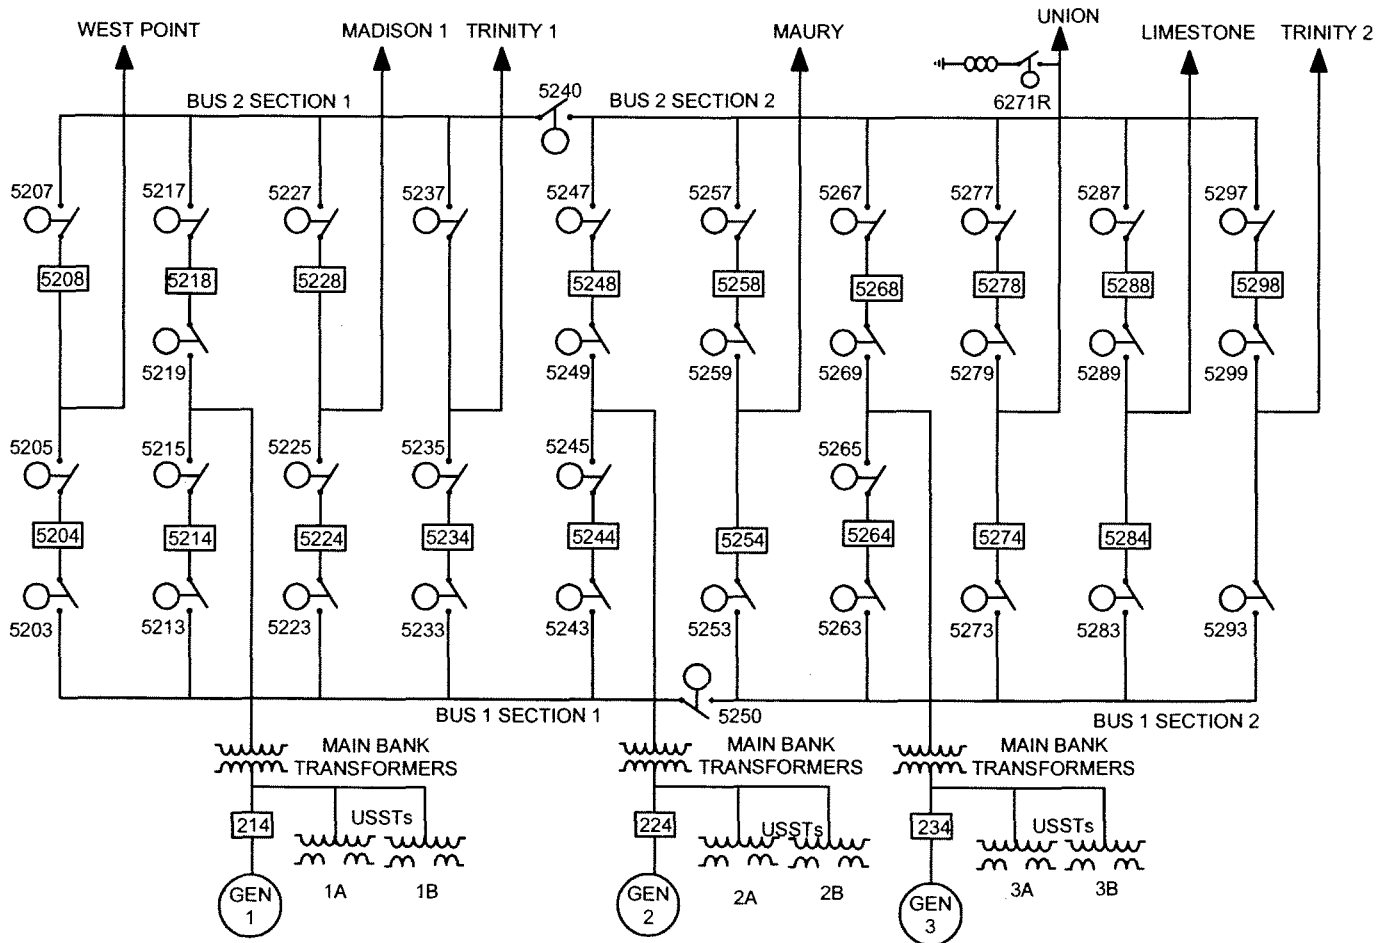 UNION
WEST POINT MADISON 1 TRINITY 1 MAURY LIMESTONE TRINITY 2
6271R
BUS 2 SECTION 1 5240 BUS 2 SECTION 2
5207 5217 5227 5237 5247 5257 5267 5277 5287 5297
5208 5218 5228 5248 5258 5268 5278 5288 5298
5219 5249 5259 5269 5279 5289 5299
5205 5215 5225 5235 5245 5265
5204 5214 5224 5234 5244 5254 5264 5274 5284
5203 5213 5223 5233 5243 5253 5263 5273 5283 5293
BUS 1 SECTION 1 5250 BUS 1 SECTION 2
MAIN BANK
TRANSFORMERS
MAIN BANK
TRANSFORMERS
MAIN BANK
TRANSFORMERS
214 USSTs 224 USSTs 234 USSTs
1A 1B 2A 2B 3A 3B
GEN
1
GEN
2
GEN
3